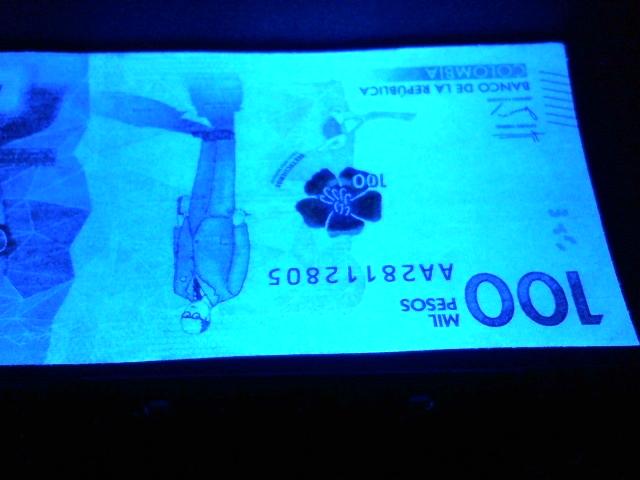 BANCO DE LA REPÚBLICA
COLOMBIA
100
AA28112805
100
MIL
PESOS